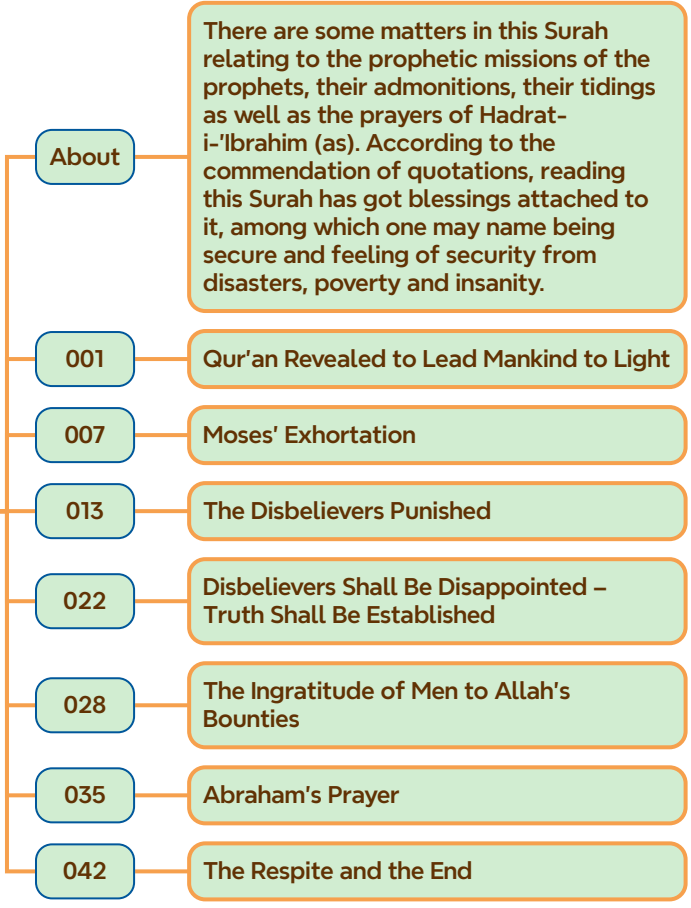 There are some matters in this Surah
relating to the prophetic missions of the
prophets, their admonitions, their tidings
as well as the prayers of Hadrat-
i-'Ibrahim (as). According to the
commendation of quotations, reading
this Surah has got blessings attached to
it, among which one may name being
secure and feeling of security from
disasters, poverty and insanity.
About
001
Qur'an Revealed to Lead Mankind to Light
007
Moses' Exhortation
013
The Disbelievers Punished
022
Disbelievers Shall Be Disappointed –
Truth Shall Be Established
028
The Ingratitude of Men to Allah's
Bounties
035
Abraham's Prayer
042
The Respite and the End